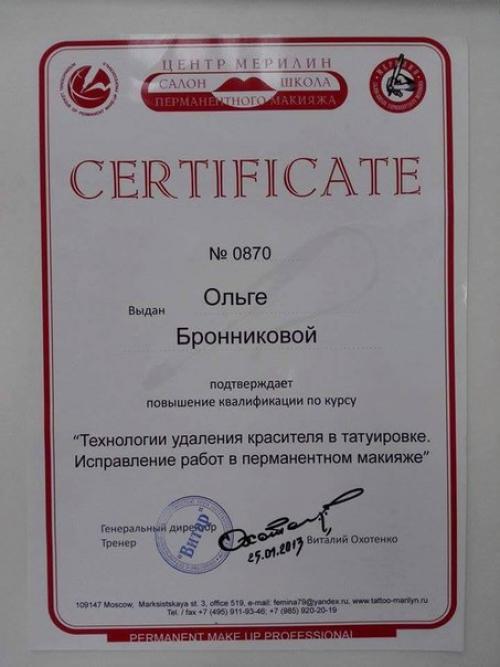 ЦЕНТР МЕРИЛИН
САЛОН ШКОЛА
ПЕРМАНЕНТНОГО МАКИЯЖА
CERTIFICATE
№ 0870
Выдан Ольге
Бронниковой
подтверждает
повышение квалификации по курсу
“Технологии удаления красителя в татуировке.
Исправление работ в перманентном макияже”
Генеральный директор
Тренер
"Витар"
25.01.2013
Виталий Охотенко
109147 Moscow, Marksistskaya st. 3, office 519, e-mail: femina79@yandex.ru, www.tattoo-marilyn.ru
Tel. / fax +7 (495) 911-93-46; +7 (985) 920-20-19
PERMANENT MAKE UP PROFESSIONAL